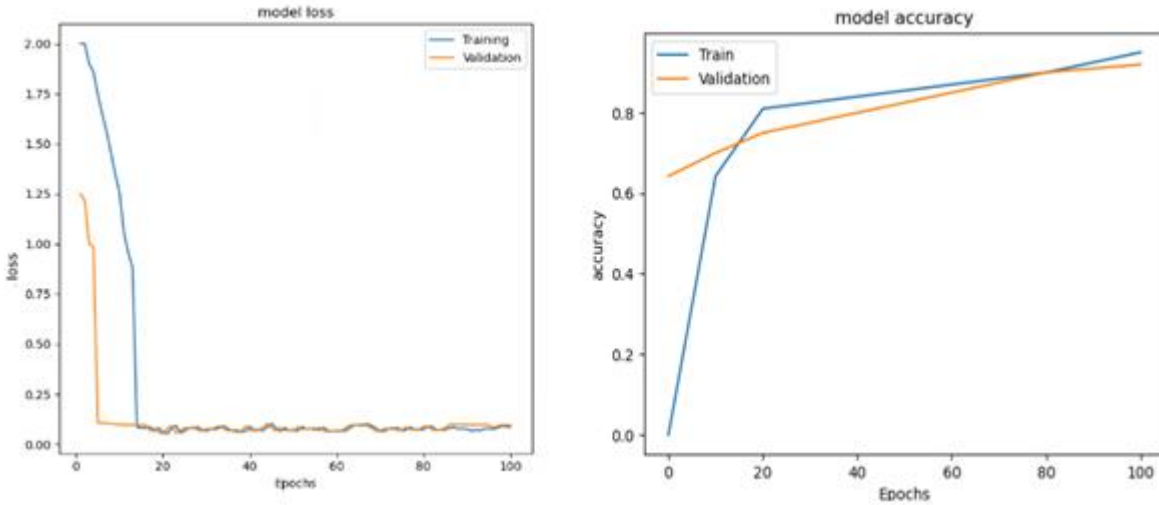 model loss
2.00
1.75
1.50
1.25
1.00
0.75
0.50
0.25
0.00
loss
Training
Validation
0
20
40
60
80
100
Epochs
model accuracy
0.8
0.6
0.4
0.2
0.0
accuracy
Train
Validation
0
20
40
60
80
100
Epochs